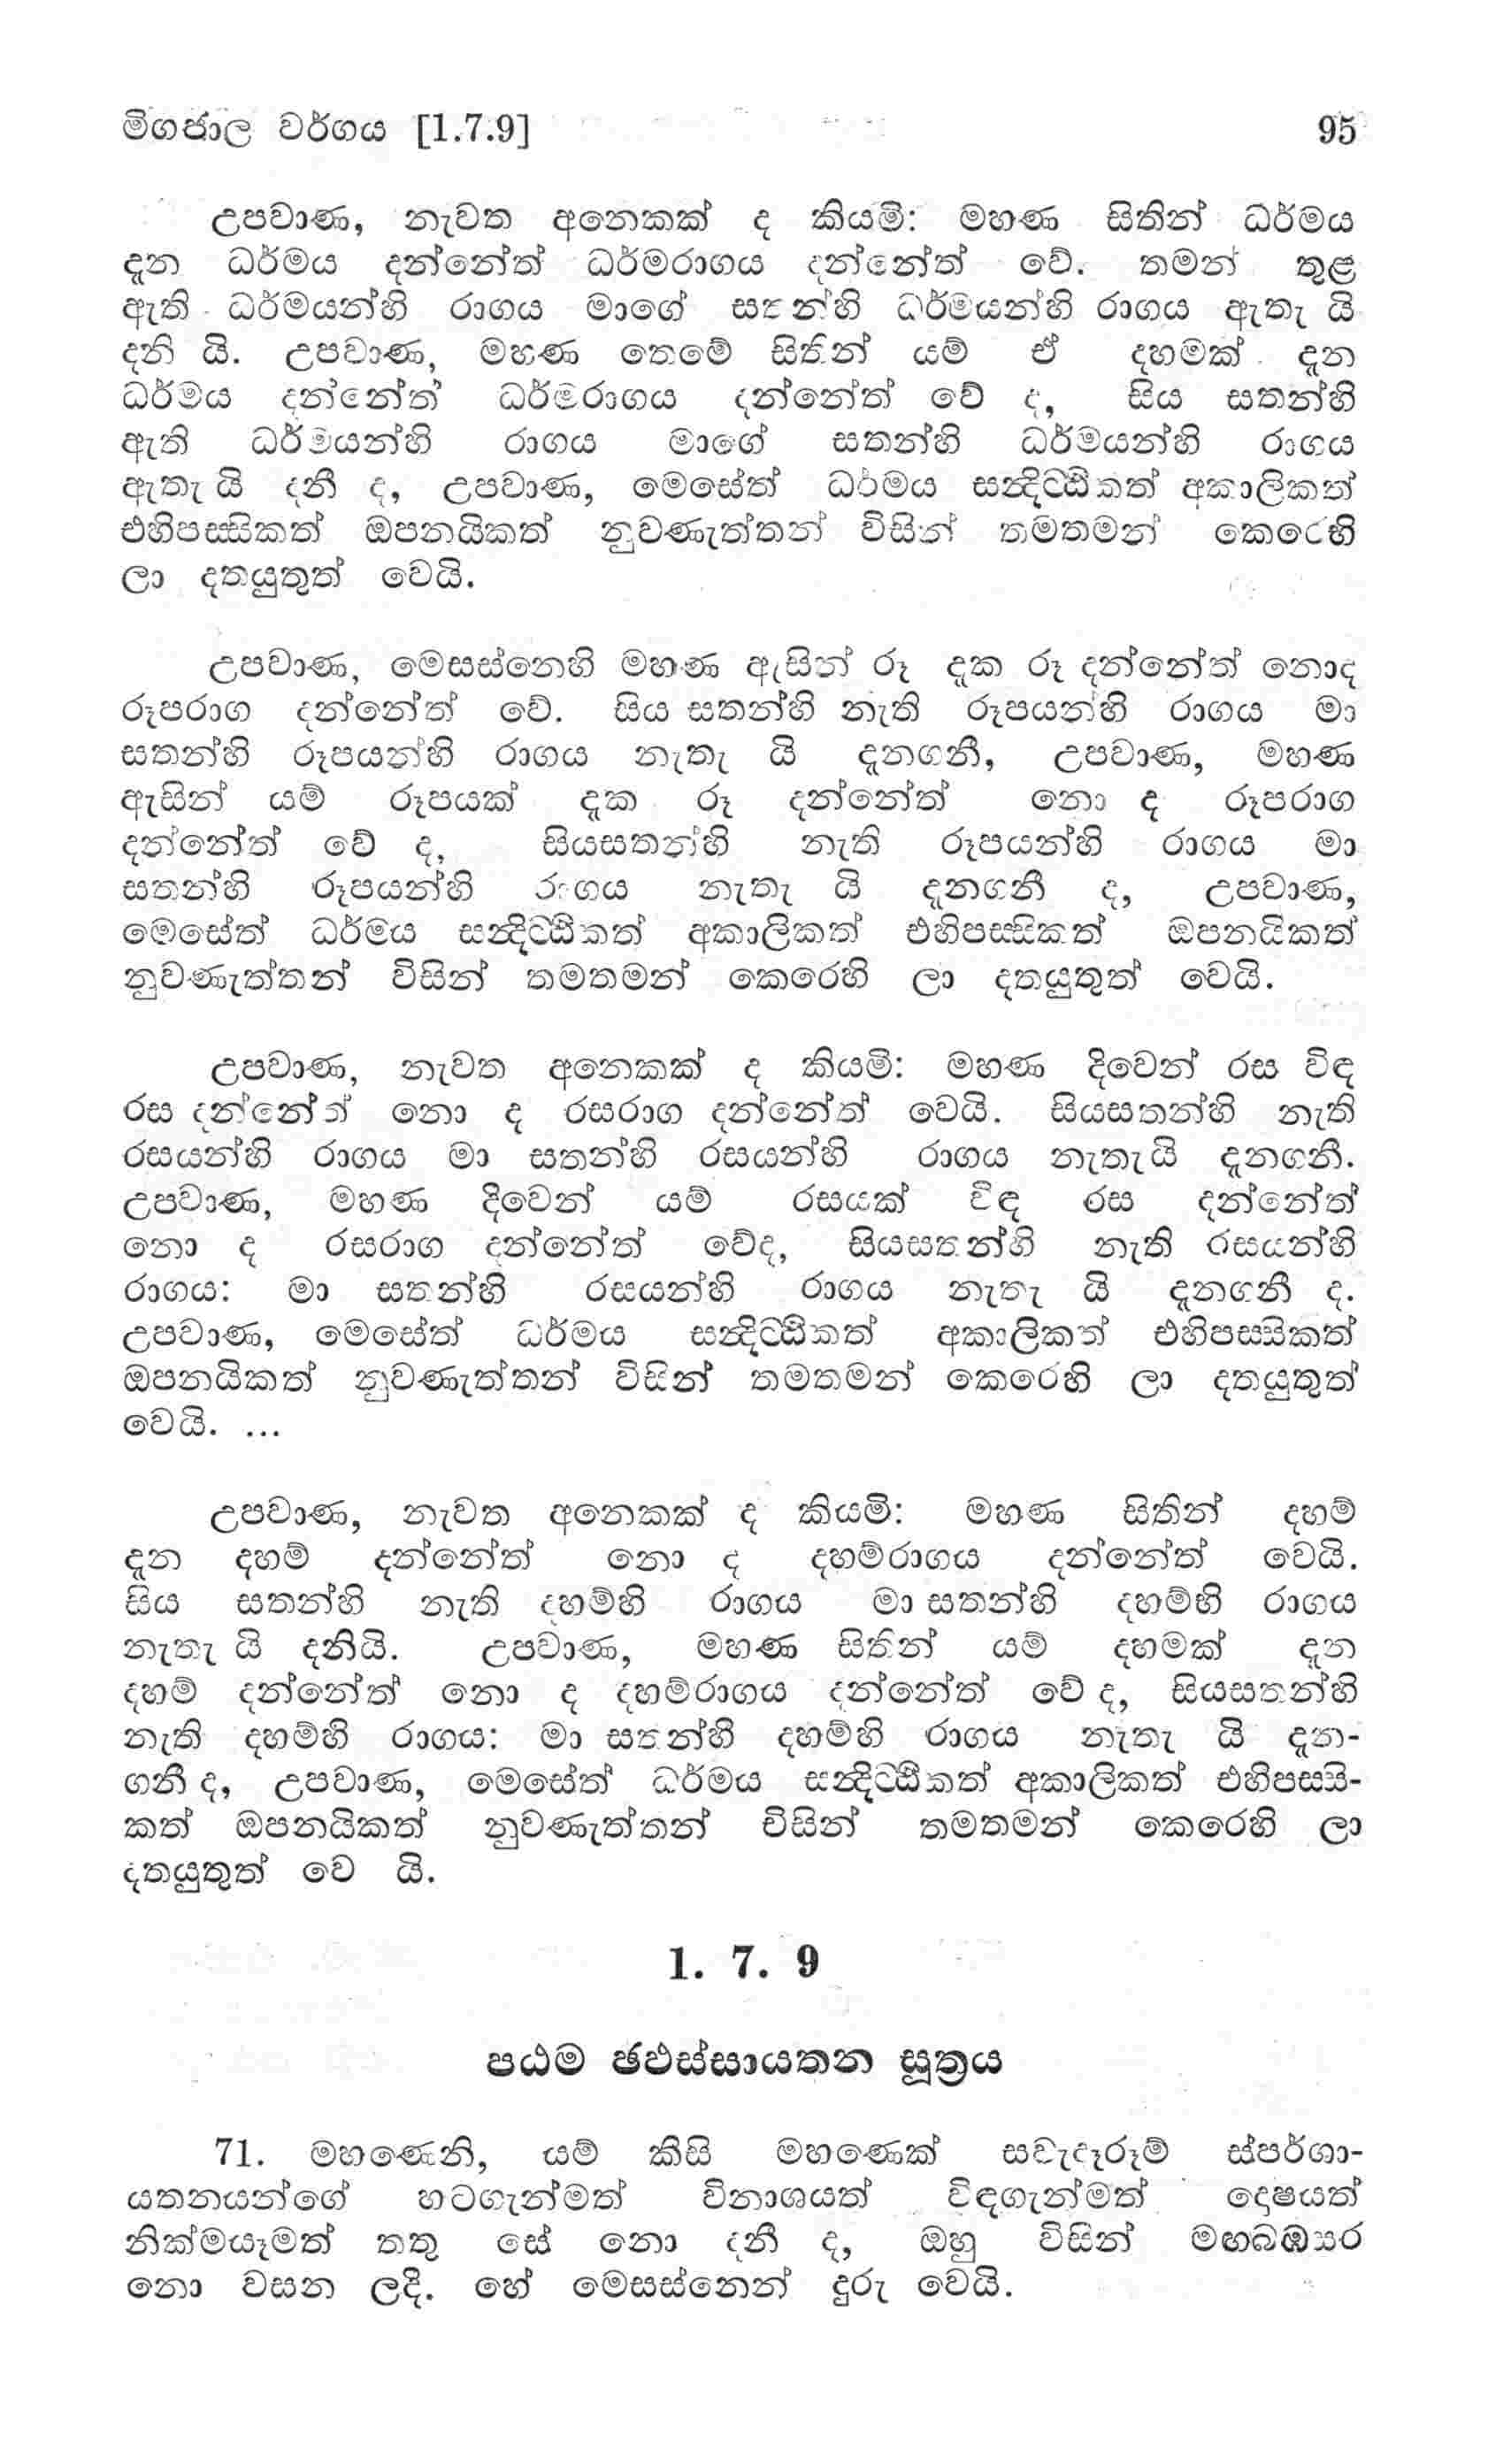 මිගජාල වර්ගය [1.7.9] 95
උපවාණ, නැවත අනෙකක් ද කියමි: මහණ සිතින් ධර්මය
දැන ධර්මය දන්නේත් ධර්මරාගය දන්නේත් වේ. තමන් තුළ
ඇති ධර්මයන්හි රාගය මාගේ සතන්හි ධර්මයන්හි රාගය ඇතැ යි
දනි යි. උපවාණ, මහණ තෙමේ සිතින් යම් ඒ දහමක් දැන
ධර්මය දන්නේත් ධර්මරාගය දන්නේත් වේ ද, සිය සතන්හි
ඇති ධර්මයන්හි රාගය මාගේ සතන්හි ධර්මයන්හි රාගය
ඇතැ යි දනී ද, උපවාණ, මෙසේත් ධර්මය සන්දිට්ඨිකත් අකාලිකත්
එහිපස්සිකත් ඔපනයිකත් නුවණැත්තන් විසින් තමතමන් කෙරෙහි
ලා දතයුතුත් වෙයි.
උපවාණ, මෙසස්නෙහි මහණ ඇසින් රූ දැක රූ දන්නේත් නොද
රූපරාග දන්නේත් වේ. සිය සතන්හි නැති රූපයන්හි රාගය මා
සතන්හි රූපයන්හි රාගය නැතැ යි දැනගනී, උපවාණ, මහණ
ඇසින් යම් රූපයක් දැක රූ දන්නේත් නො ද රූපරාග
දන්නේත් වේ ද, සියසතන්හි නැති රූපයන්හි රාගය මා
සතන්හි රූපයන්හි රාගය නැතැ යි දැනගනී ද, උපවාණ,
මෙසේත් ධර්මය සන්දිට්ඨිකත් අකාලිකත් එහිපස්සිකත් ඔපනයිකත්
නුවණැත්තන් විසින් තමතමන් කෙරෙහි ලා දතයුතුත් වෙයි.
උපවාණ, නැවත අනෙකක් ද කියමි: මහණ දිවෙන් රස විඳ
රස දන්නේත් නො ද රසරාග දන්නේත් වෙයි. සියසතන්හි නැති
රසයන්හි රාගය මා සතන්හි රසයන්හි රාගය නැතැයි දැනගනී.
උපවාණ, මහණ දිවෙන් යම් රසයක් විඳ රස දන්නේත්
නො ද රසරාග දන්නේත් වේද, සියසතන්හි නැති රසයන්හි
රාගය: මා සතන්හි රසයන්හි රාගය නැතැ යි දැනගනී ද.
උපවාණ, මෙසේත් ධර්මය සන්දිට්ඨිකත් අකාලිකත් එහිපස්සිකත්
ඔපනයිකත් නුවණැත්තන් විසින් තමතමන් කෙරෙහි ලා දතයුතුත්
වෙයි. ...
උපවාණ, නැවත අනෙකක් ද කියමි: මහණ සිතින් දහම්
දැන දහම් දන්නේත් නො ද දහම්රාගය දන්නේත් වෙයි.
සිය සතන්හි නැති දහම්හි රාගය මා සතන්හි දහම්හි රාගය
නැතැ යි දනියි. උපවාණ, මහණ සිතින් යම් දහමක් දැන
දහම් දන්නේත් නො ද දහම්රාගය දන්නේත් වේ ද, සියසතන්හි
නැති දහම්හි රාගය: මා සතන්හි දහම්හි රාගය නැතැ යි දැන-
ගනී ද, උපවාණ, මෙසේත් ධර්මය සන්දිට්ඨිකත් අකාලිකත් එහිපස්සි-
කත් ඔපනයිකත් නුවණැත්තන් විසින් තමතමන් කෙරෙහි ලා
දතයුතුත් වෙ යි.
1. 7. 9
පඨම ඡඵස්සායතන සූත්‍රය
71. මහණෙනි, යම් කිසි මහණෙක් සවැදෑරූම් ස්පර්ශා-
යතනයන්ගේ හටගැන්මත් විනාශයත් විඳගැන්මත් දොෂයත්
නික්මයෑමත් තතු සේ නො දනී ද, ඔහු විසින් මඟබඹසර
නො වසන ලදි. හේ මෙසස්නෙන් දුරු වෙයි.